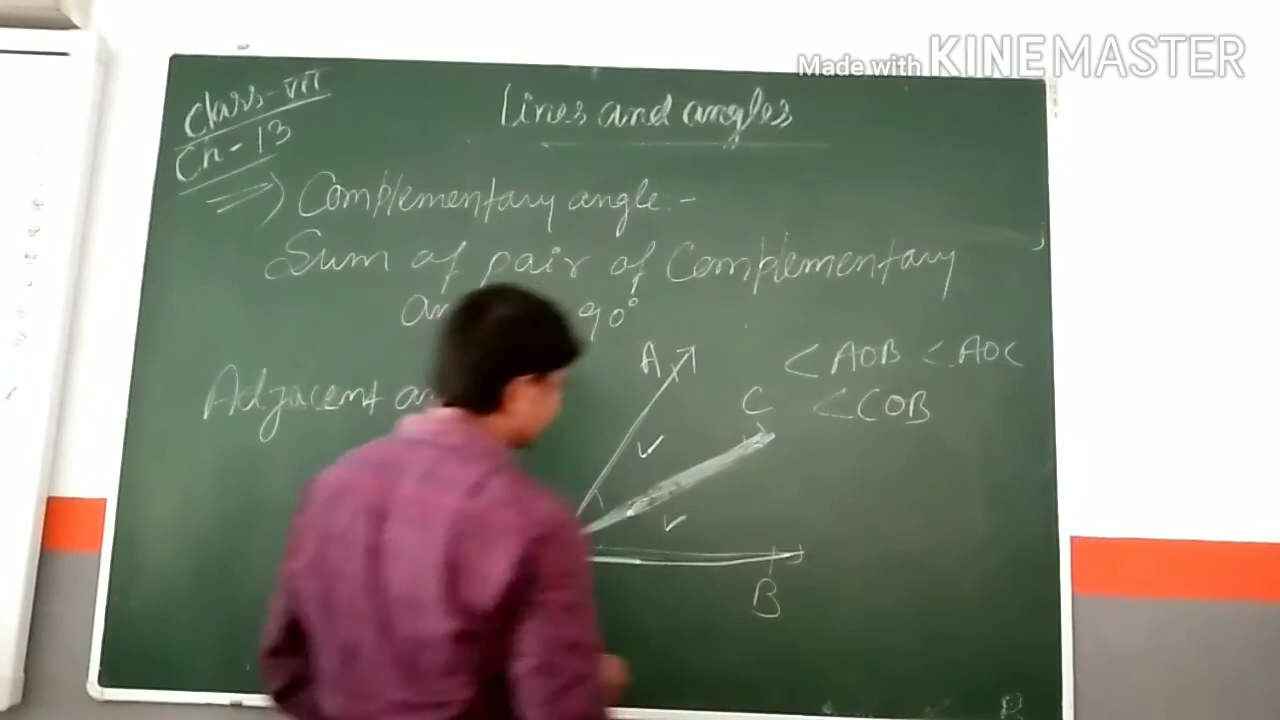 Made with KINEMASTER
Class-VII
Ch-13
Lines and angles
Complementary angle:-
Sum of pair of Complementary
90°
Adjacent
A
<AOB <AOC
C
<COB
B